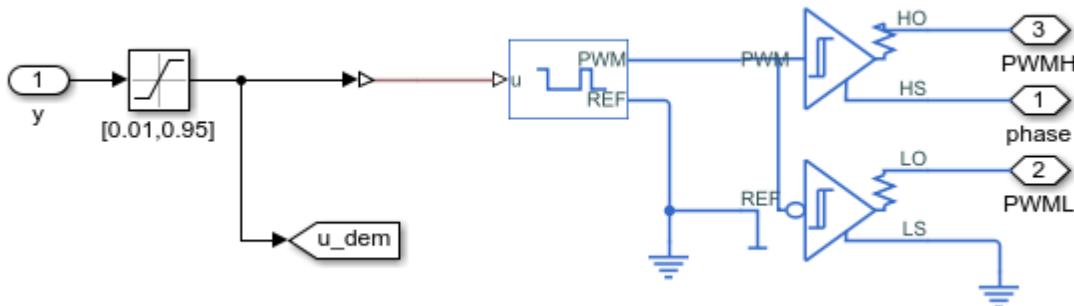 1
y
[0.01,0.95]
u_dem
u
PWM
REF
PWM
REF
HO
HS
LO
LS
3
PWMH
1
phase
2
PWML